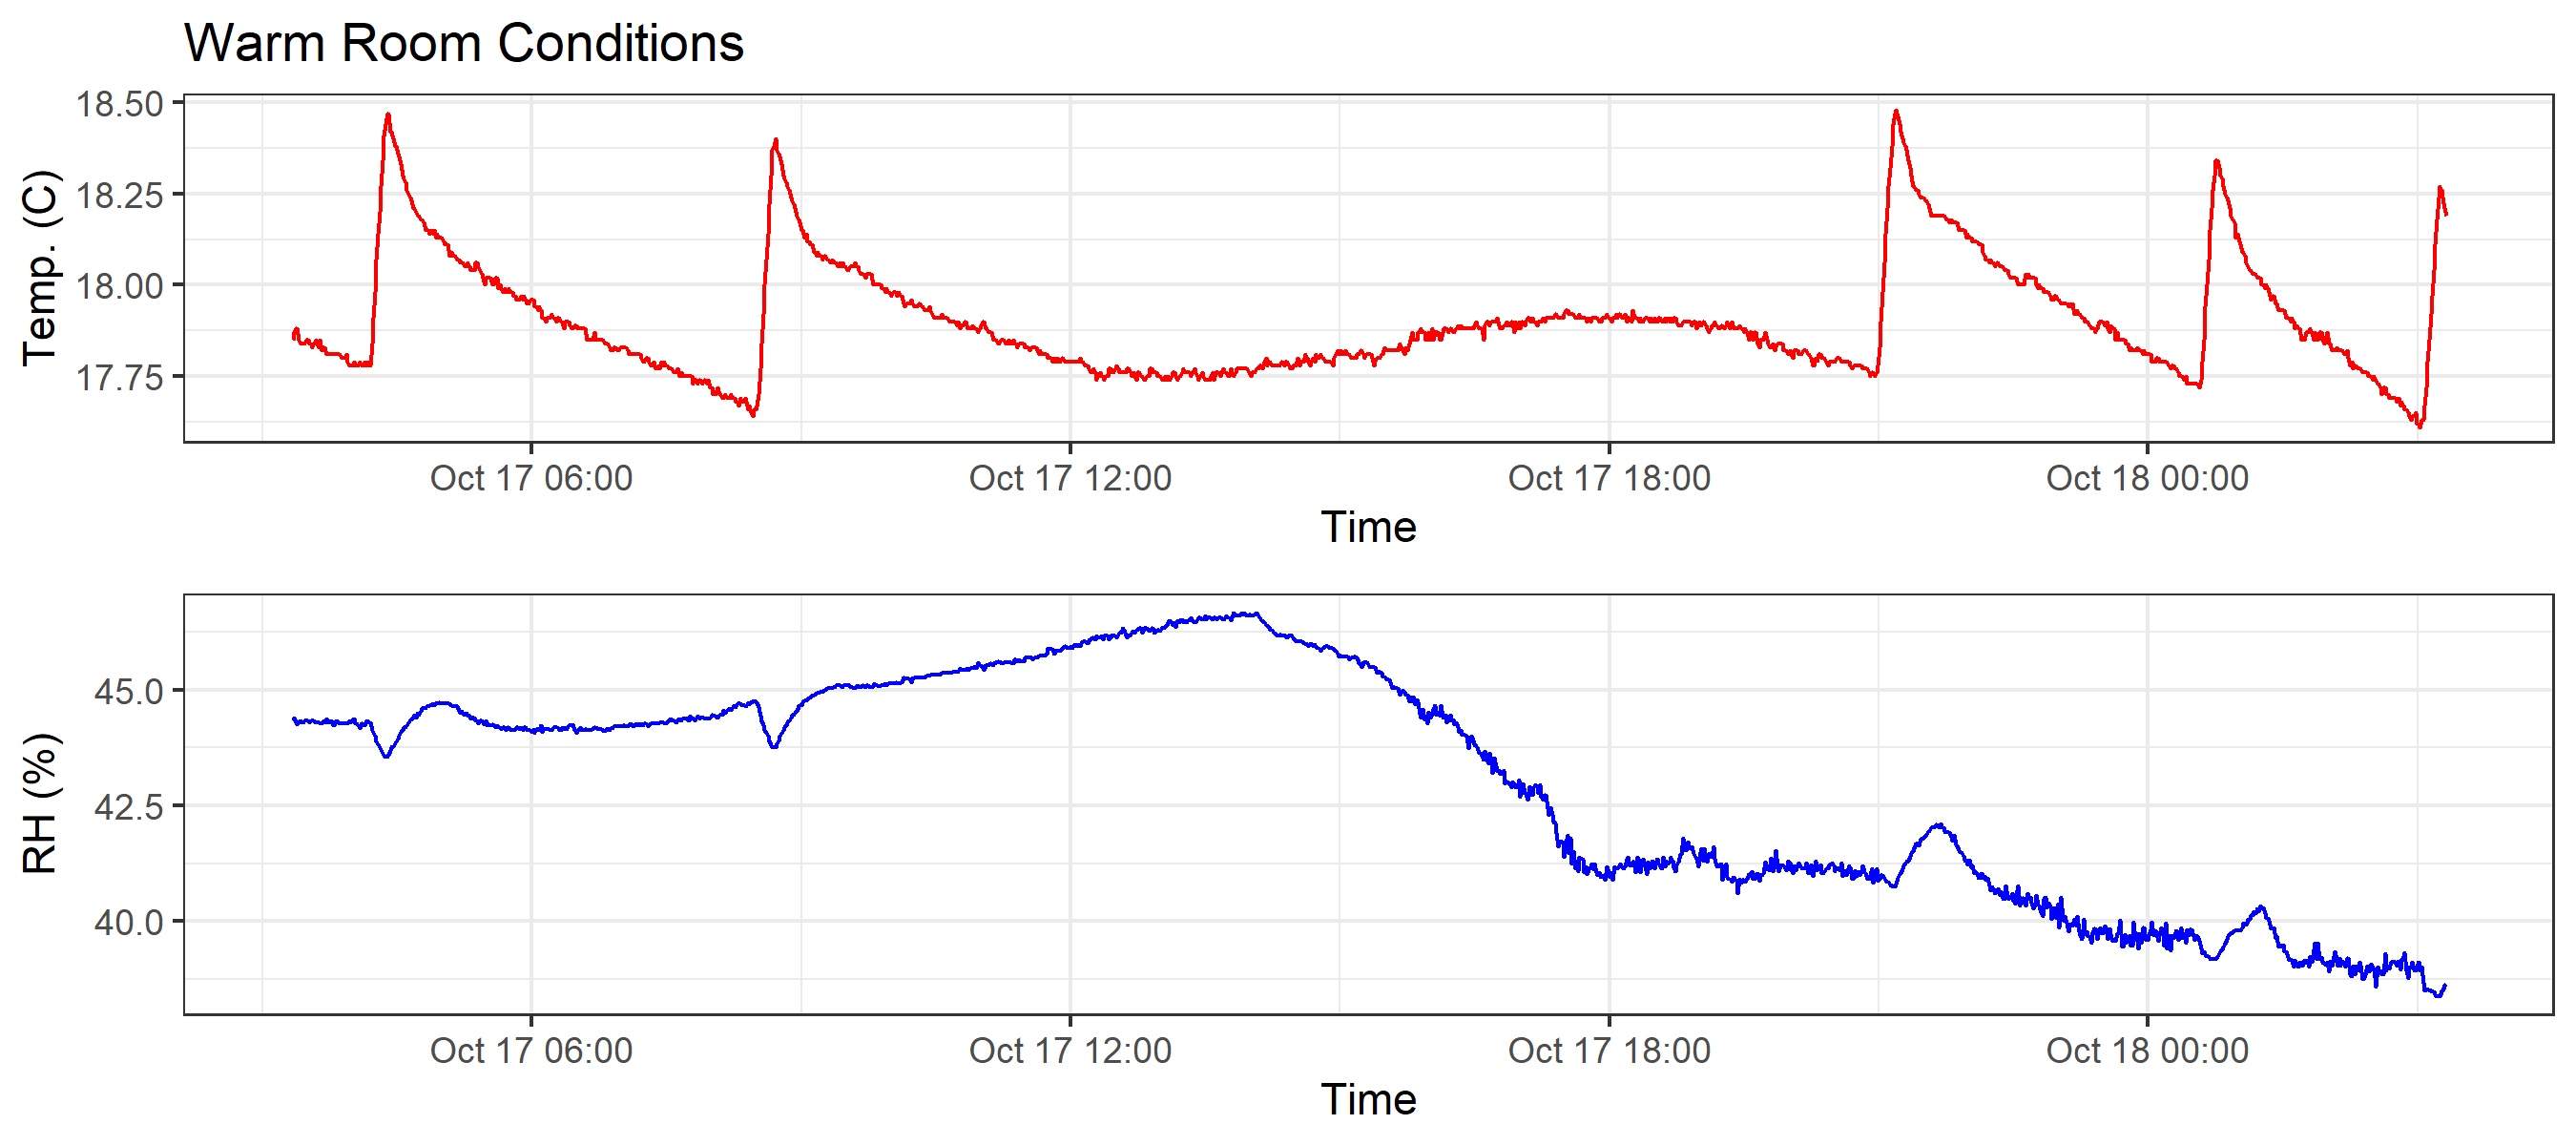 Warm Room Conditions
Temp. (C)
18.50
18.25
18.00
17.75
Oct 17 06:00 Oct 17 12:00 Oct 17 18:00 Oct 18 00:00
Time
RH (%)
45.0
42.5
40.0
Oct 17 06:00 Oct 17 12:00 Oct 17 18:00 Oct 18 00:00
Time